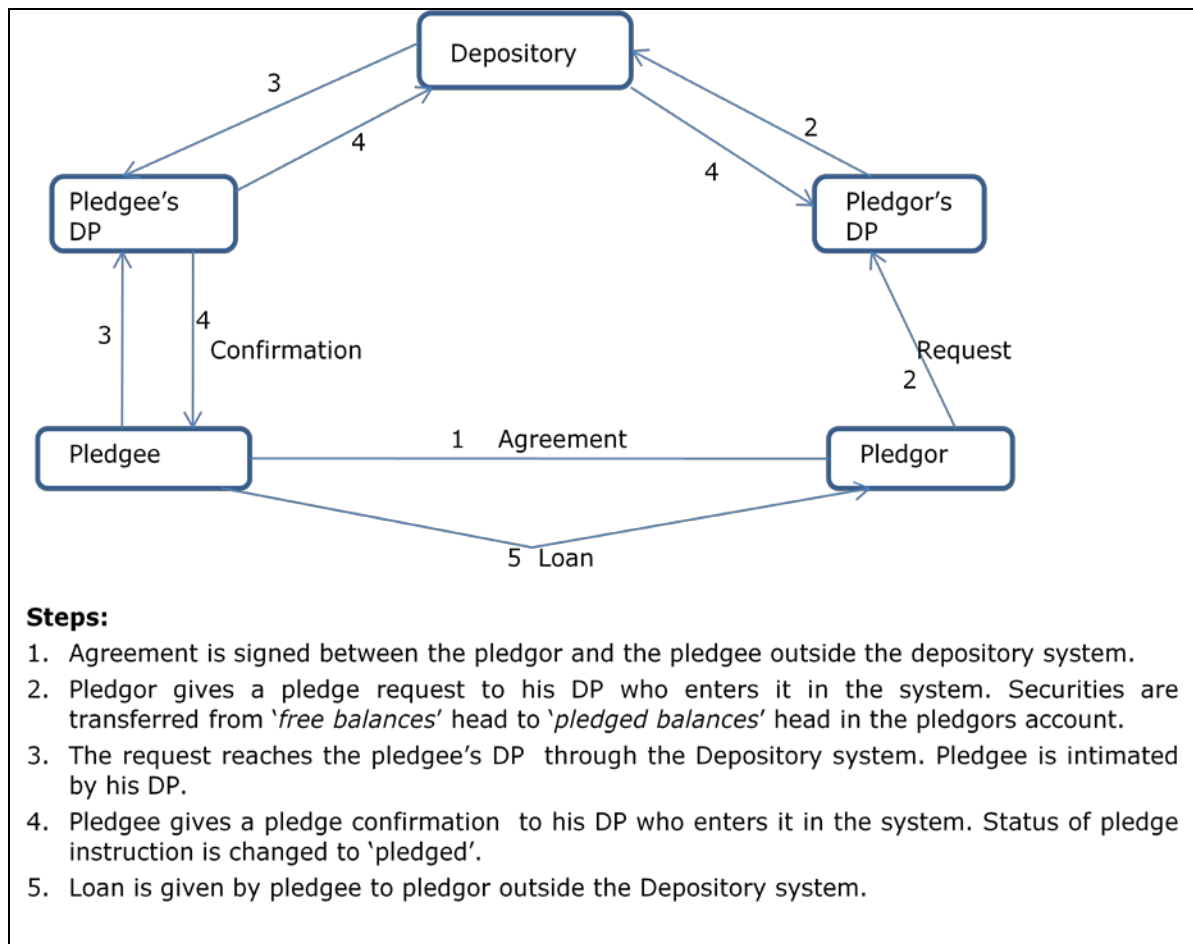 Depository
3
2
4
4
Pledgee’s
DP
Pledgor’s
DP
4
3
Confirmation
Request
2
1 Agreement
Pledgee
Pledgor
5 Loan
Steps:
1. Agreement is signed between the pledgor and the pledgee outside the depository system.
2. Pledgor gives a pledge request to his DP who enters it in the system. Securities are
transferred from ‘free balances’ head to ‘pledged balances’ head in the pledgors account.
3. The request reaches the pledgee’s DP through the Depository system. Pledgee is intimated
by his DP.
4. Pledgee gives a pledge confirmation to his DP who enters it in the system. Status of pledge
instruction is changed to ‘pledged’.
5. Loan is given by pledgee to pledgor outside the Depository system.